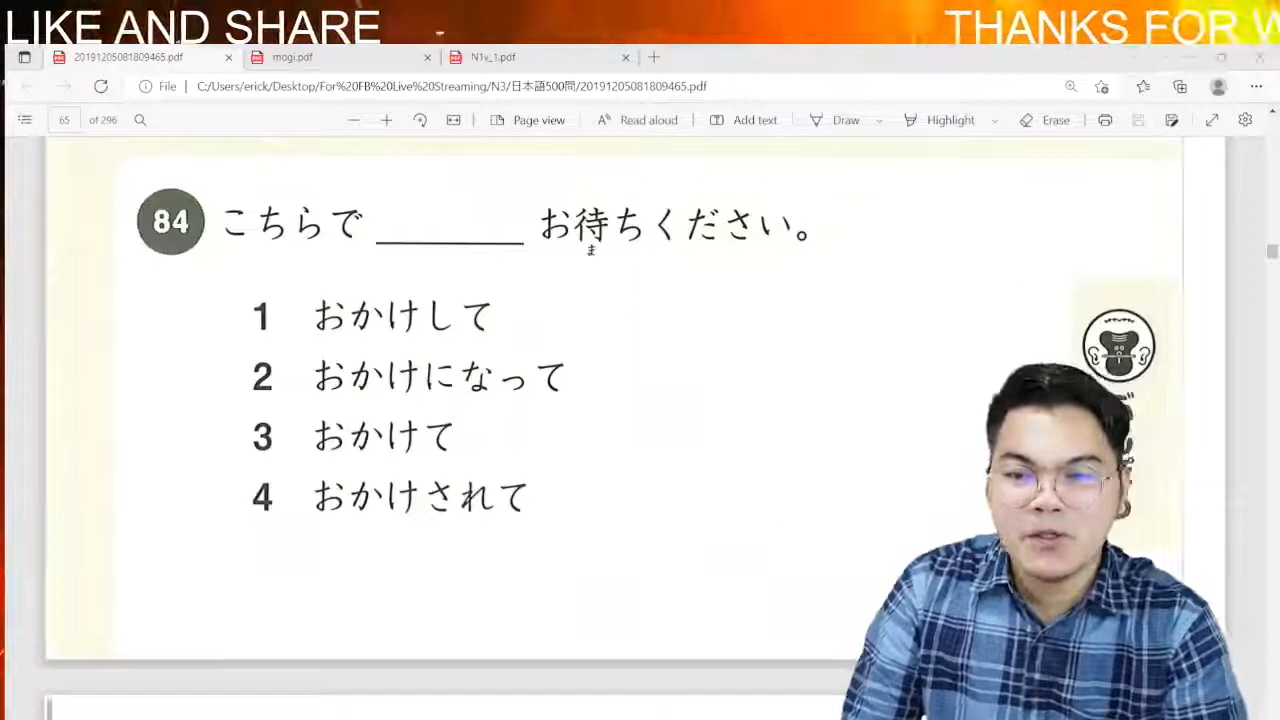 LIKE AND SHARE
THANKS FOR W
20191205081809465.pdf
mogi.pdf
N1v_1.pdf
File
C:/Users/erick/Desktop/For%20FB%20Live%20Streaming/N3/日本語500問/20191205081809465.pdf
65 of 296
Page view
Read aloud
Add text
Draw
Highlight
Erase
84 こちらで ________ お待ちください。
ま
1 おかけして
2 おかけになって
3 おかけて
4 おかけされて